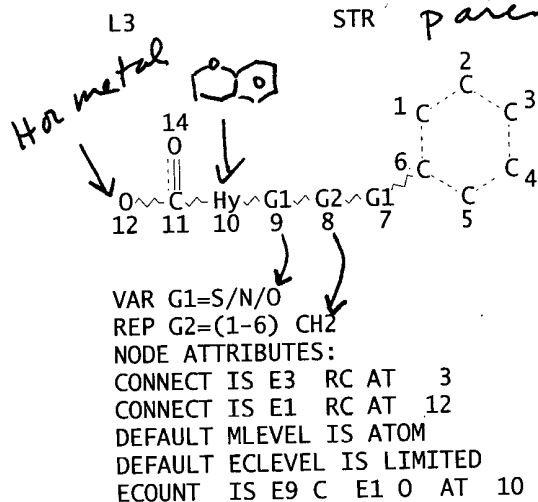 L3 STR
H or metal
O
2
1 C C C 3
14
O
6 C C 4
O C Hy G1 G2 G1 C
12 11 10 9 8 7 5
VAR G1=S/N/O
REP G2=(1-6) CH2
NODE ATTRIBUTES:
CONNECT IS E3 RC AT 3
CONNECT IS E1 RC AT 12
DEFAULT MLEVEL IS ATOM
DEFAULT ECLEVEL IS LIMITED
ECOUNT IS E9 C E1 O AT 10